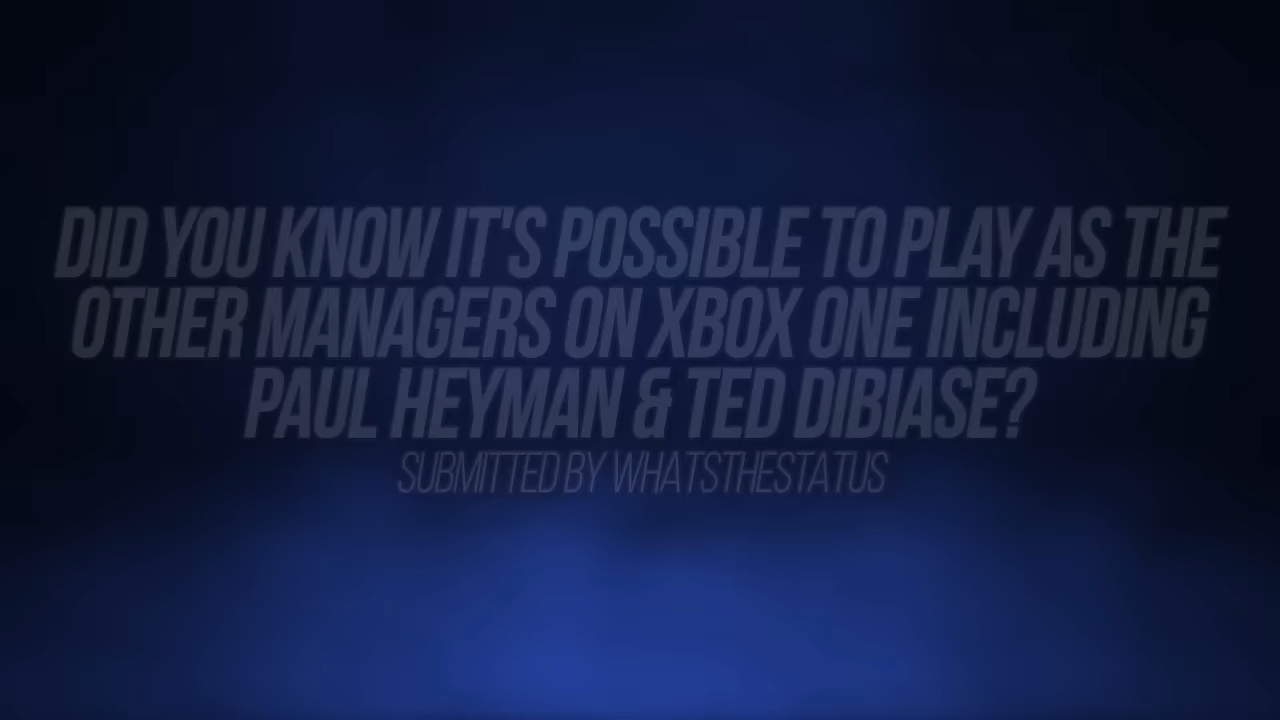 DID YOU KNOW IT'S POSSIBLE TO PLAY AS THE
OTHER MANAGERS ON XBOX ONE INCLUDING
PAUL HEYMAN & TED DIBIASE?
SUBMITTED BY WHATSTHESTATUS